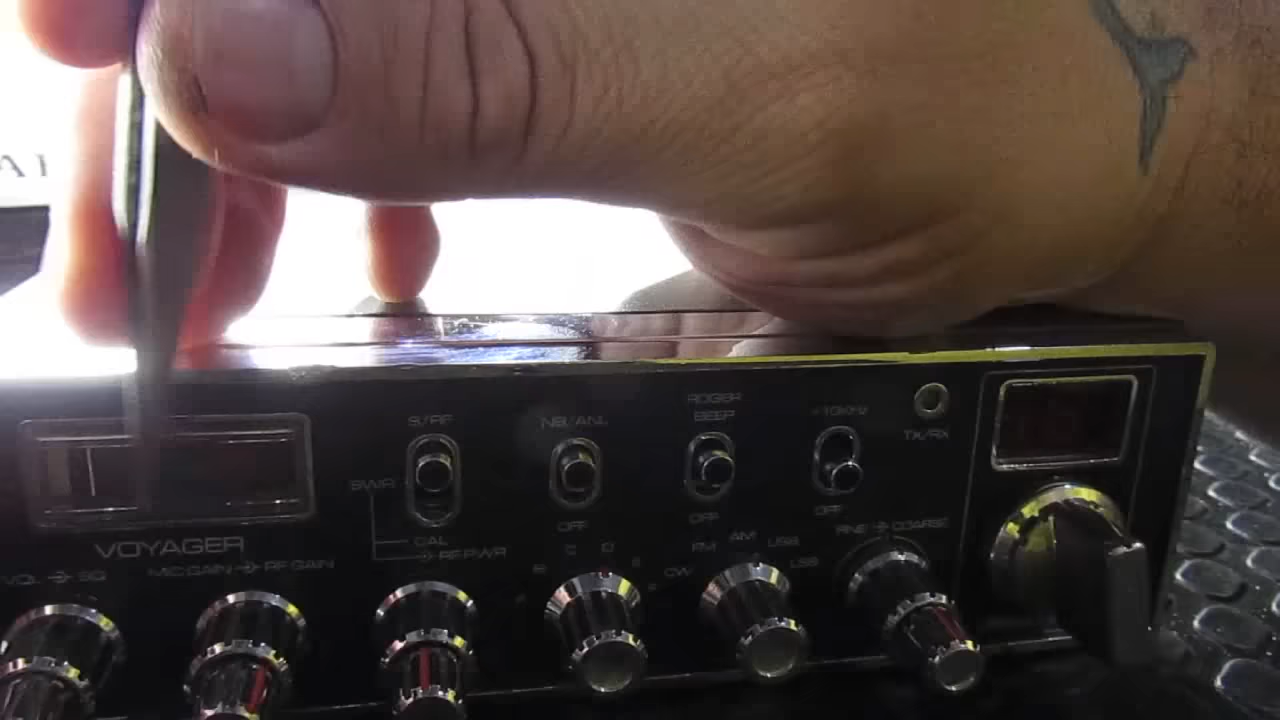 S/RF
NB/ANL
ROGER
BEEP
+10KHz
TX/RX
SWR
OFF
OFF
OFF
CAL
RF PWR
VOYAGER
VOL SQ
MIC GAIN RF GAIN
FINE COARSE
CW FM AM USB LSB